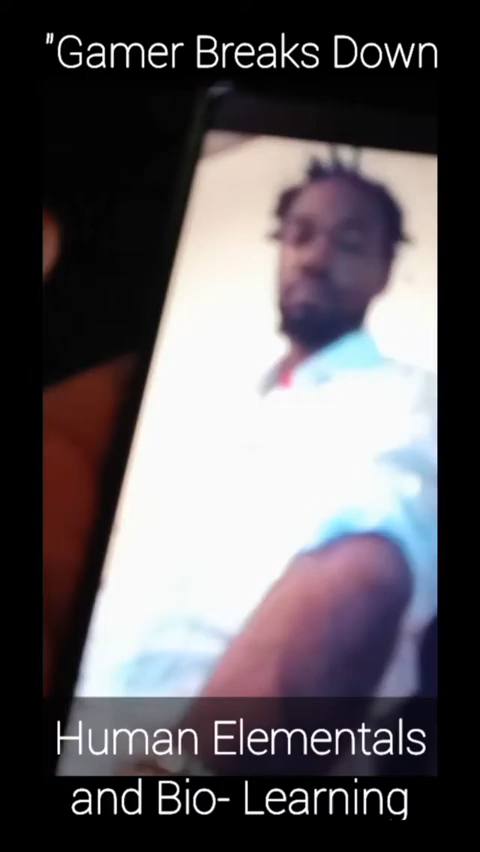 "Gamer Breaks Down
Human Elementals
and Bio- Learning